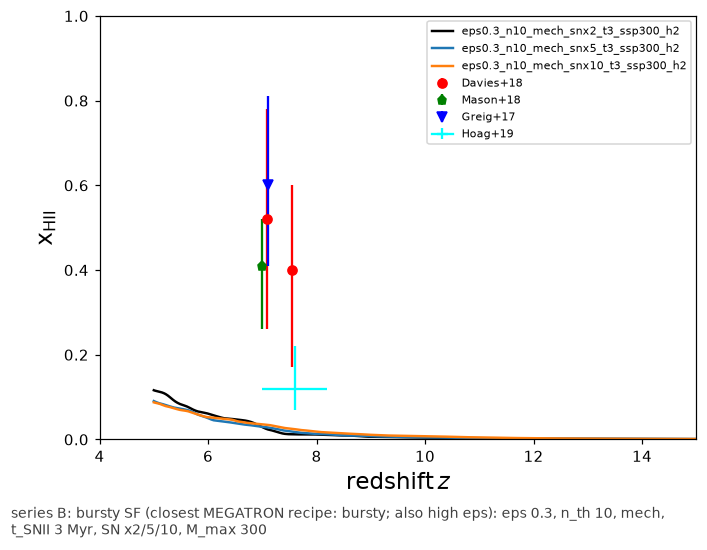 1.0
0.8
0.6
0.4
0.2
0.0
x_HII
4
6
8
10
12
14
redshift z
eps0.3_n10_mech_snx2_t3_ssp300_h2
eps0.3_n10_mech_snx5_t3_ssp300_h2
eps0.3_n10_mech_snx10_t3_ssp300_h2
Davies+18
Mason+18
Greig+17
Hoag+19
series B: bursty SF (closest MEGATRON recipe: bursty; also high eps): eps 0.3, n_th 10, mech,
t_SNII 3 Myr, SN x2/5/10, M_max 300